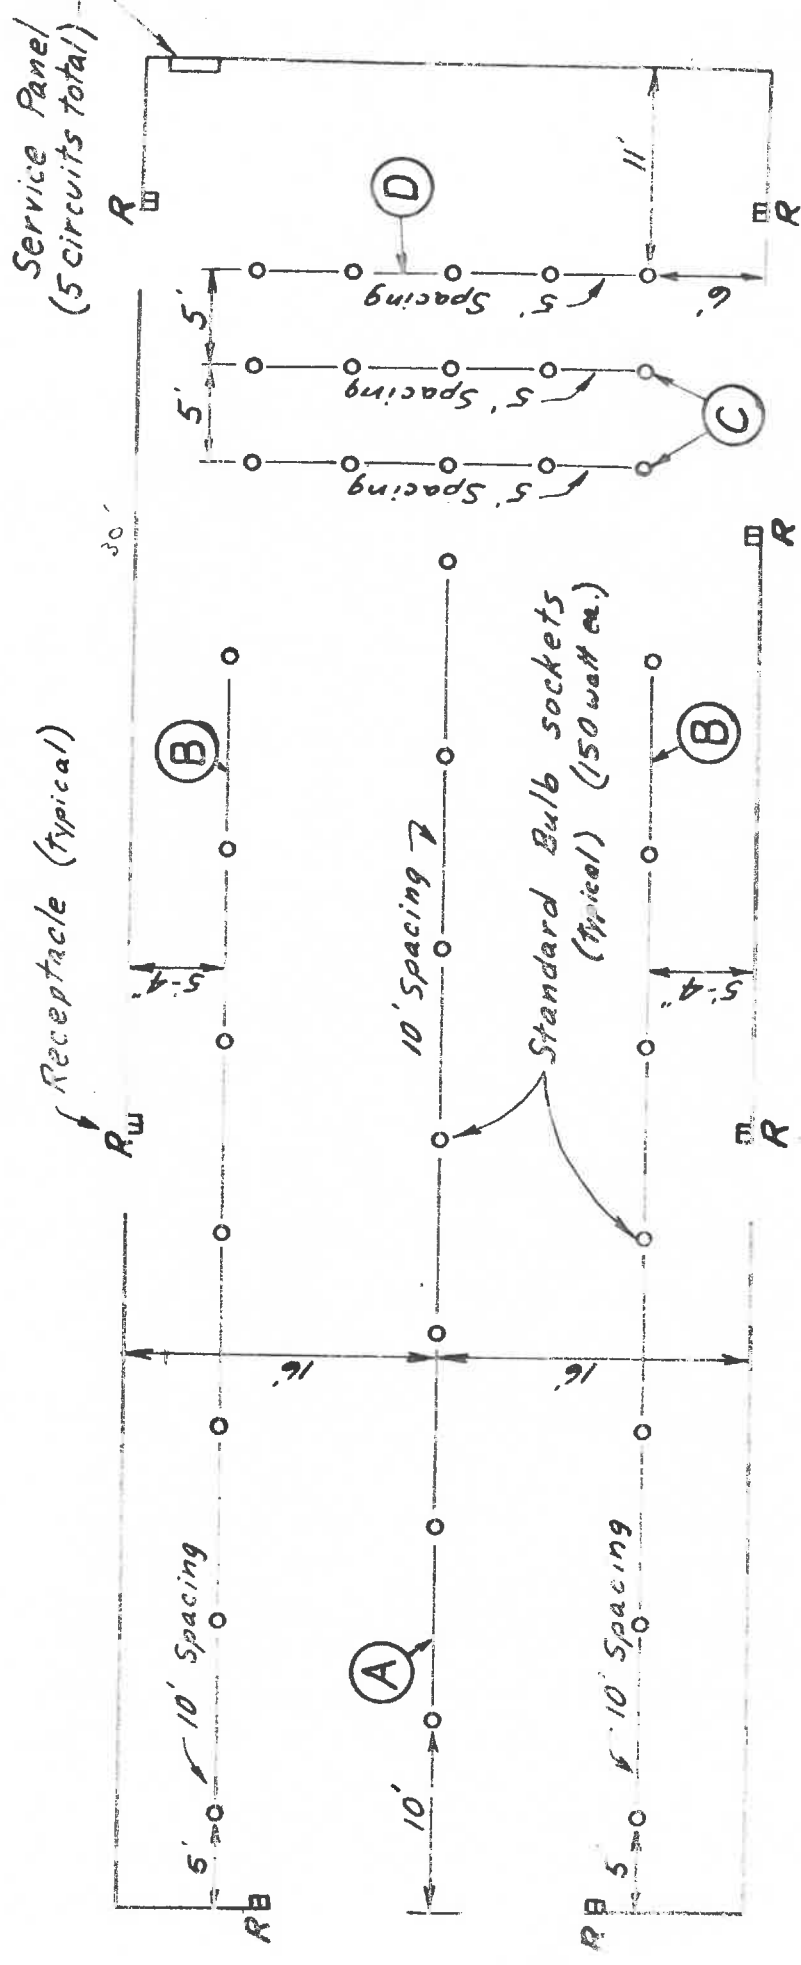 Service Panel
(5 circuits total)
R
R
11'
D
6'
5'
5'
5' Spacing
5' Spacing
5' Spacing
C
30'
R
Receptacle (typical)
R
B
B
5'-4"
5'-4"
10' Spacing
Standard Bulb sockets
(typical) (150 watt ea.)
R
16'
16'
A
10' Spacing
10' Spacing
5'
10'
5
R
R